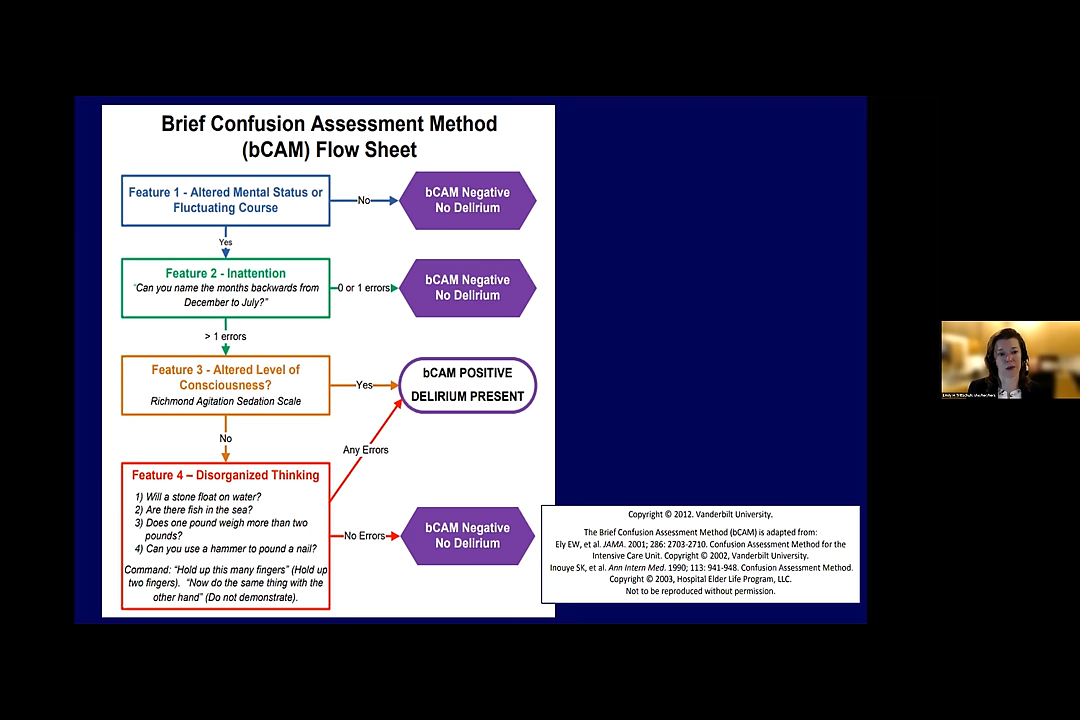 Brief Confusion Assessment Method
(bCAM) Flow Sheet
Feature 1 - Altered Mental Status or
Fluctuating Course
No
bCAM Negative
No Delirium
Yes
Feature 2 - Inattention
"Can you name the months backwards from
December to July?"
0 or 1 errors
bCAM Negative
No Delirium
> 1 errors
Feature 3 - Altered Level of
Consciousness?
Richmond Agitation Sedation Scale
Yes
bCAM POSITIVE
DELIRIUM PRESENT
No
Any Errors
Feature 4 – Disorganized Thinking
1) Will a stone float on water?
2) Are there fish in the sea?
3) Does one pound weigh more than two
pounds?
4) Can you use a hammer to pound a nail?
Command: "Hold up this many fingers" (Hold up
two fingers). "Now do the same thing with the
other hand" (Do not demonstrate).
No Errors
bCAM Negative
No Delirium
Copyright © 2012. Vanderbilt University.
The Brief Confusion Assessment Method (bCAM) is adapted from:
Ely EW, et al. JAMA. 2001; 286: 2703-2710. Confusion Assessment Method for the
Intensive Care Unit. Copyright © 2002, Vanderbilt University.
Inouye SK, et al. Ann Intern Med. 1990; 113: 941-948. Confusion Assessment Method.
Copyright © 2003, Hospital Elder Life Program, LLC.
Not to be reproduced without permission.